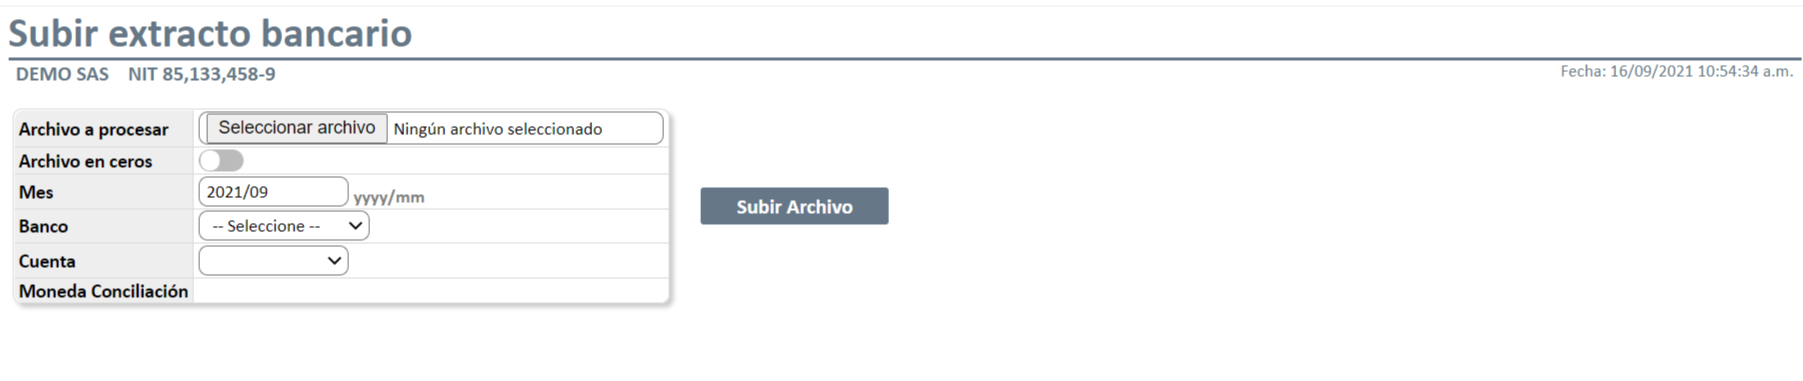 Subir extracto bancario
DEMO SAS NIT 85,133,458-9
Fecha: 16/09/2021 10:54:34 a.m.
Archivo a procesar Seleccionar archivo Ningún archivo seleccionado
Archivo en ceros
Mes 2021/09 yyyy/mm
Subir Archivo
Banco -- Seleccione --
Cuenta
Moneda Conciliación